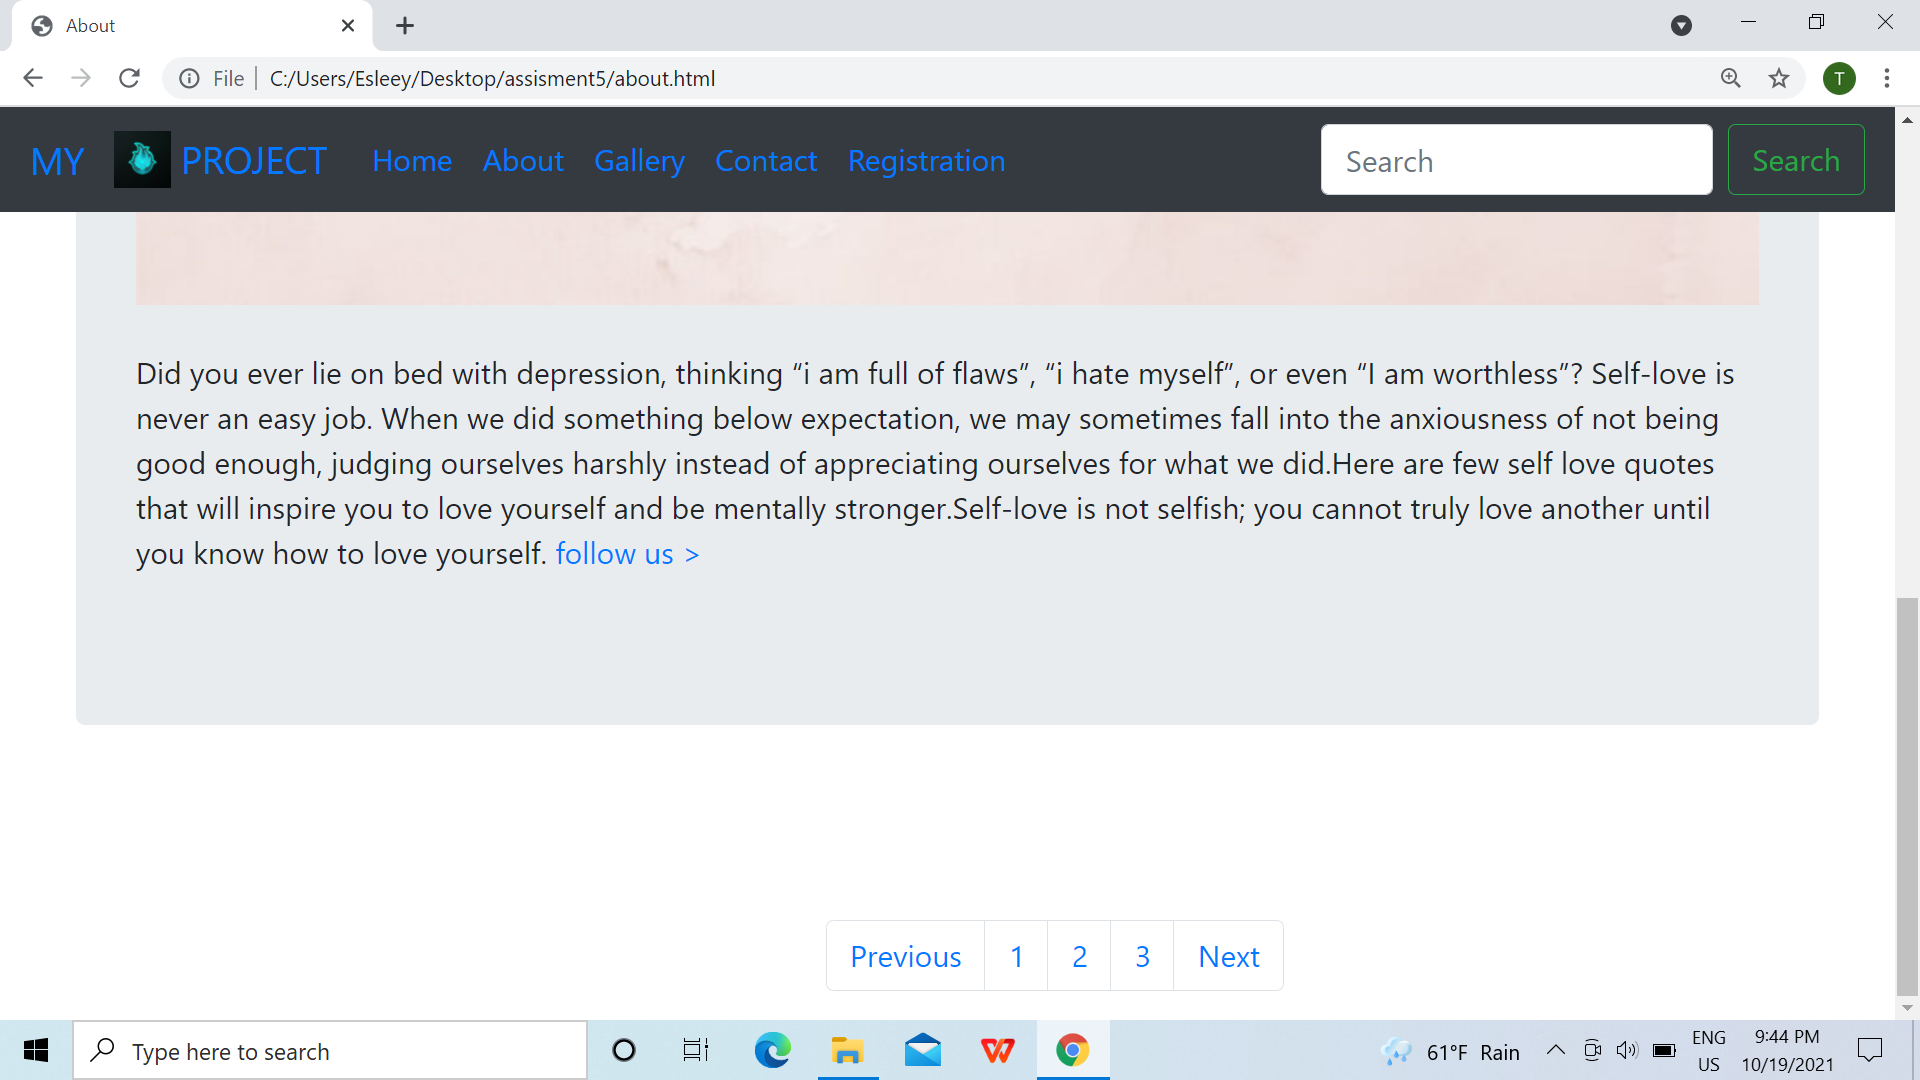 About
File C:/Users/Esleey/Desktop/assisment5/about.html
T
MY PROJECT Home About Gallery Contact Registration Search Search
Did you ever lie on bed with depression, thinking “i am full of flaws”, “i hate myself”, or even “I am worthless”? Self-love is
never an easy job. When we did something below expectation, we may sometimes fall into the anxiousness of not being
good enough, judging ourselves harshly instead of appreciating ourselves for what we did.Here are few self love quotes
that will inspire you to love yourself and be mentally stronger.Self-love is not selfish; you cannot truly love another until
you know how to love yourself. follow us >
Previous 1 2 3 Next
Type here to search
61°F Rain
ENG
US
9:44 PM
10/19/2021